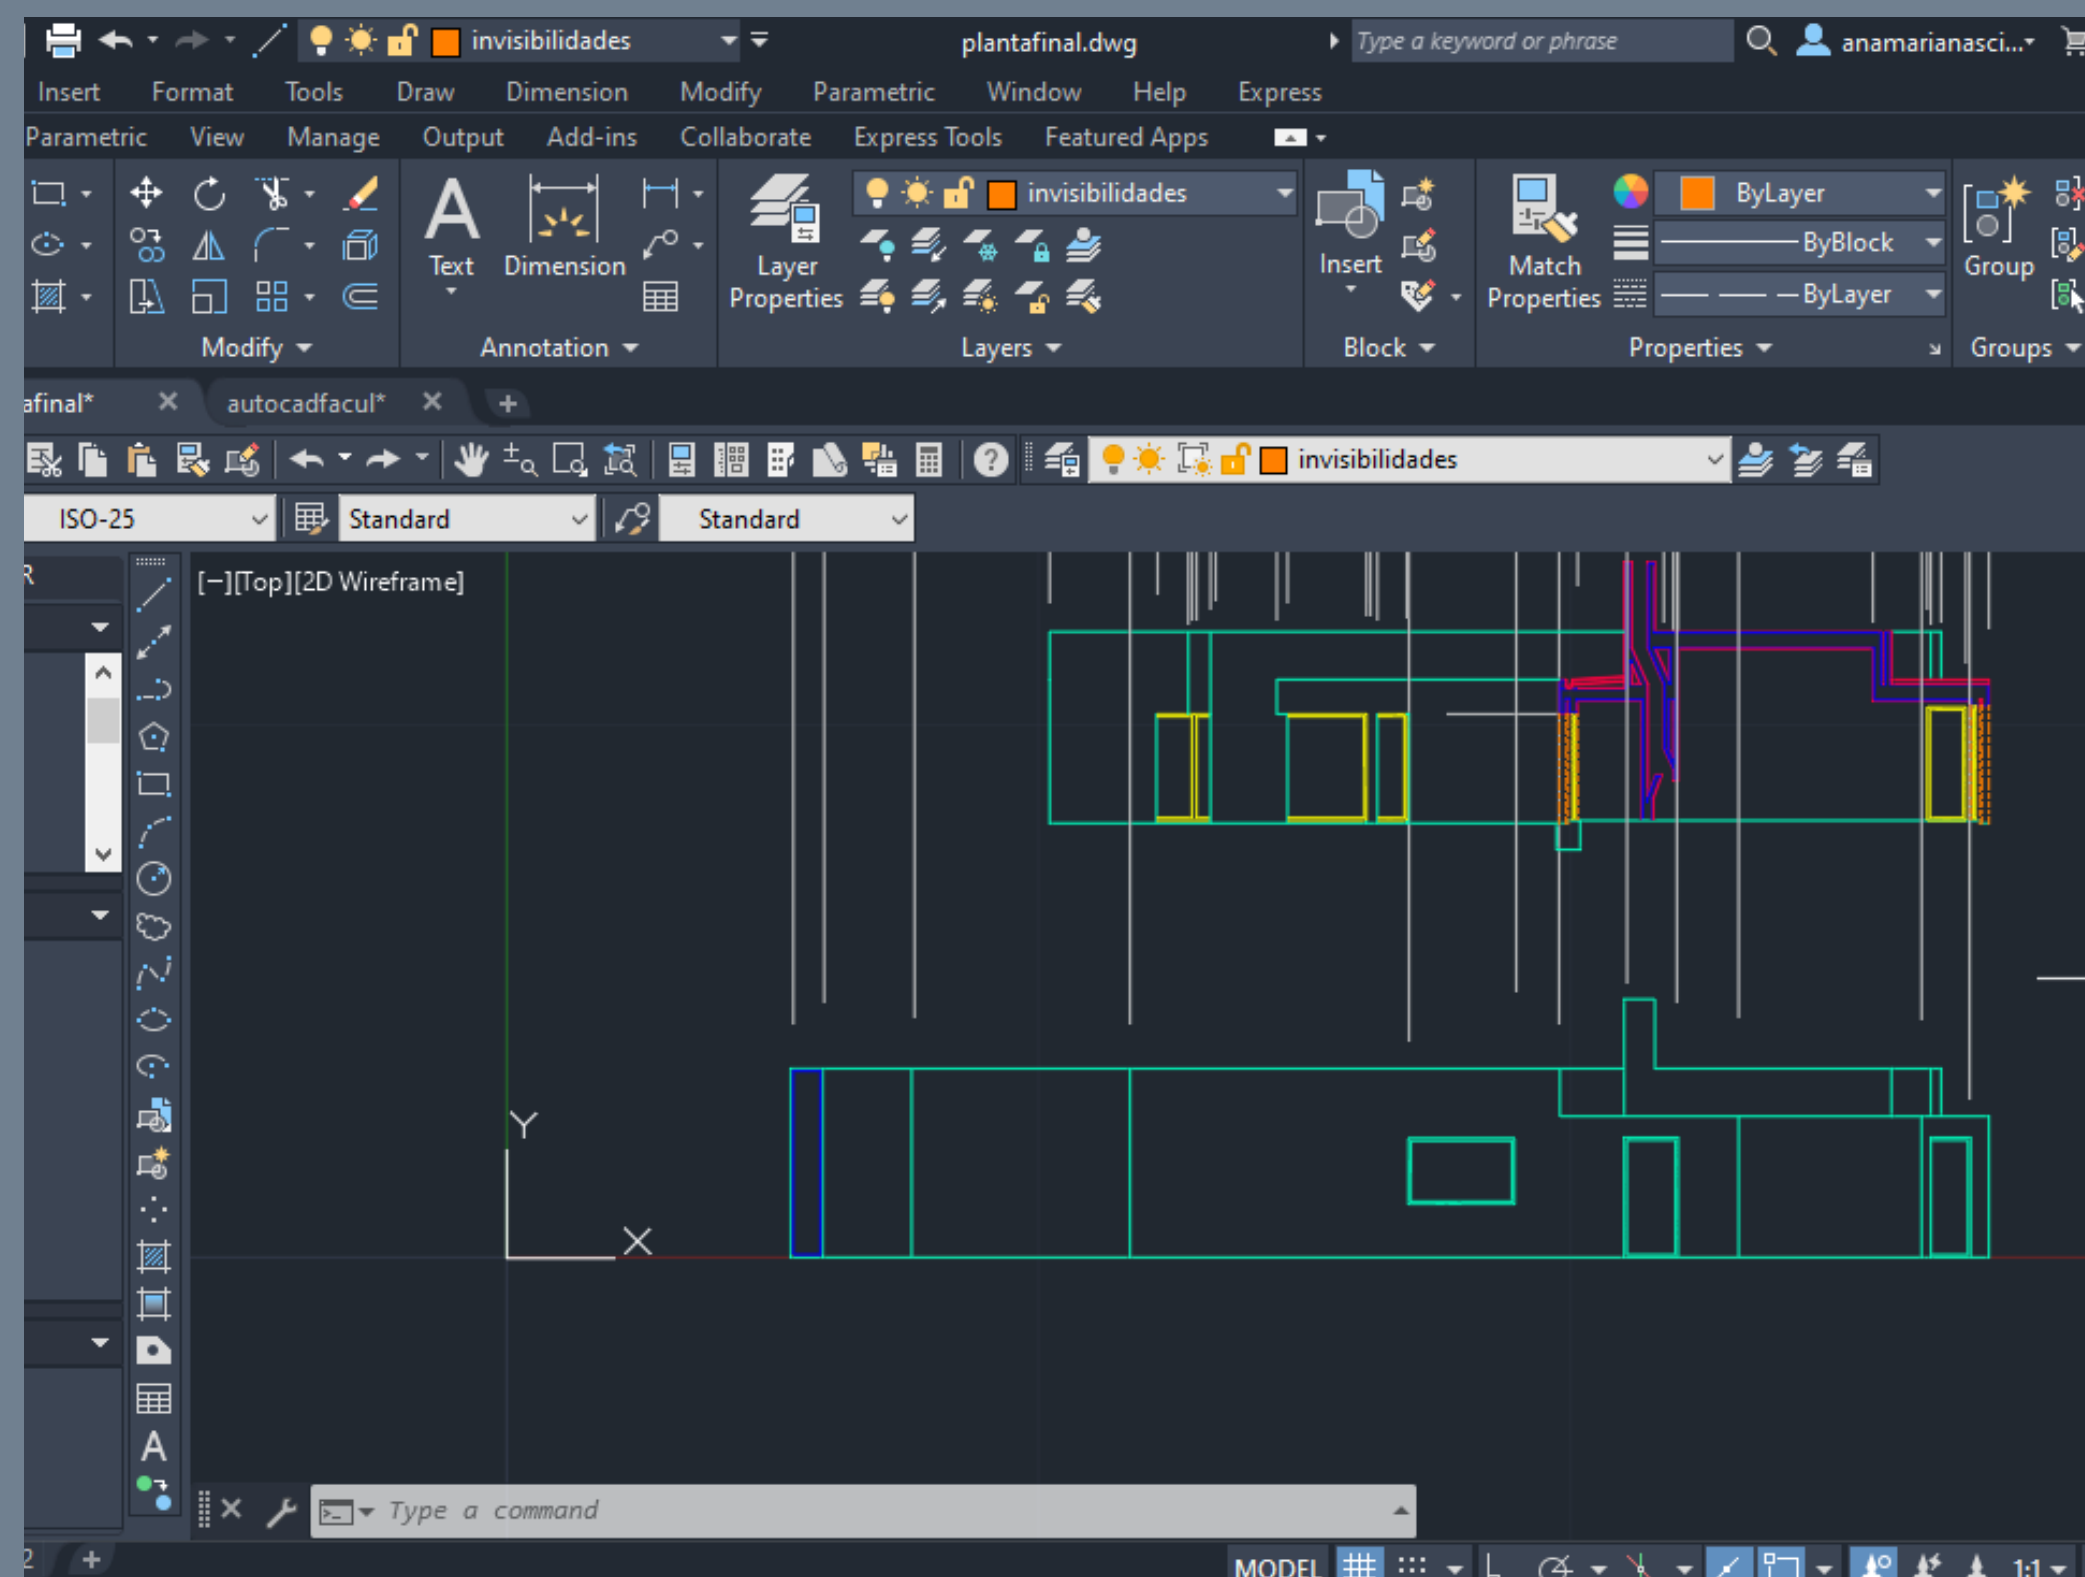 invisibilidades plantafinal.dwg Type a keyword or phrase anamarianasci...
Insert Format Tools Draw Dimension Modify Parametric Window Help Express
Parametric View Manage Output Add-ins Collaborate Express Tools Featured Apps
invisibilidades ByLayer
ByBlock
Text Dimension Layer Properties Insert Match Properties Group
ByLayer
Modify Annotation Layers Block Properties Groups
afinal* autocadfacul*
invisibilidades
ISO-25 Standard Standard
R
[−][Top][2D Wireframe]
Y
X
Type a command
2
MODEL 1:1